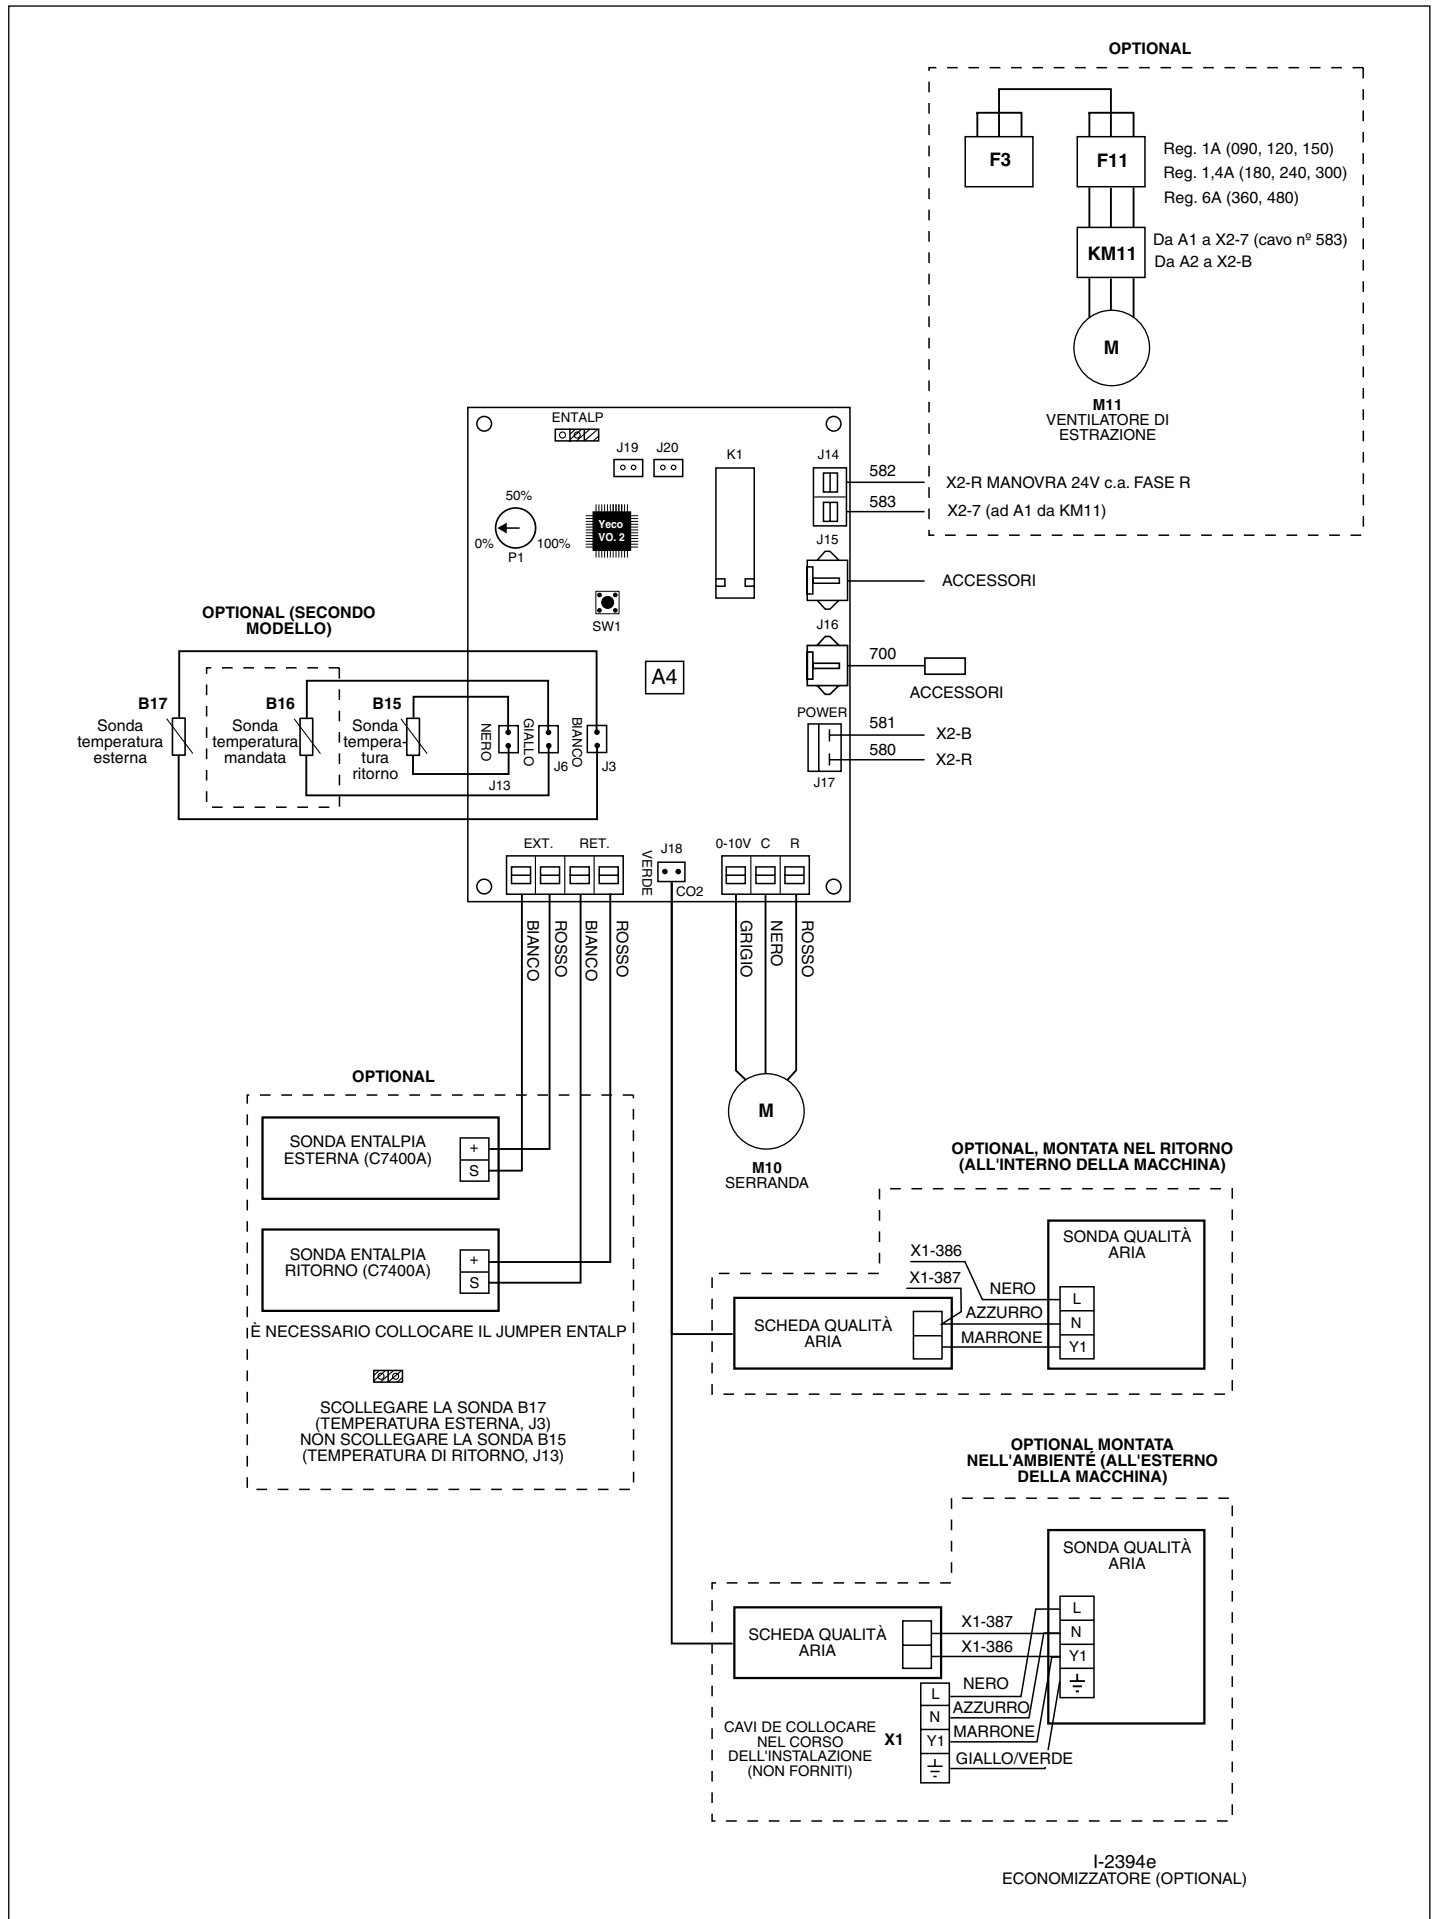 OPTIONAL
F3
F11
Reg. 1A (090, 120, 150)
Reg. 1,4A (180, 240, 300)
Reg. 6A (360, 480)
KM11
Da A1 a X2-7 (cavo nº 583)
Da A2 a X2-B
M
M11
VENTILATORE DI
ESTRAZIONE
ENTALP
J19
J20
K1
J14
582
X2-R MANOVRA 24V c.a. FASE R
583
X2-7 (ad A1 da KM11)
50%
0%
100%
P1
Yeco
VO. 2
J15
ACCESSORI
SW1
J16
700
ACCESSORI
A4
OPTIONAL (SECONDO
MODELLO)
B17
Sonda
temperatura
esterna
B16
Sonda
temperatura
mandata
B15
Sonda
tempera-
tura
ritorno
NERO
GIALLO
BIANCO
J13
J6
J3
POWER
581
X2-B
580
X2-R
J17
EXT.
RET.
VERDE
J18
CO2
0-10V
C
R
BIANCO
ROSSO
BIANCO
ROSSO
GRIGIO
NERO
ROSSO
M
M10
SERRANDA
OPTIONAL
SONDA ENTALPIA
ESTERNA (C7400A)
+
S
SONDA ENTALPIA
RITORNO (C7400A)
+
S
È NECESSARIO COLLOCARE IL JUMPER ENTALP
SCOLLEGARE LA SONDA B17
(TEMPERATURA ESTERNA, J3)
NON SCOLLEGARE LA SONDA B15
(TEMPERATURA DI RITORNO, J13)
OPTIONAL, MONTATA NEL RITORNO
(ALL'INTERNO DELLA MACCHINA)
SONDA QUALITÀ
ARIA
X1-386
X1-387
NERO
AZZURRO
MARRONE
L
N
Y1
SCHEDA QUALITÀ
ARIA
OPTIONAL MONTATA
NELL'AMBIENTÉ (ALL'ESTERNO
DELLA MACCHINA)
SONDA QUALITÀ
ARIA
L
N
Y1
SCHEDA QUALITÀ
ARIA
X1-387
X1-386
CAVI DE COLLOCARE
NEL CORSO
DELL'INSTALAZIONE
(NON FORNITI)
X1
L
N
Y1
NERO
AZZURRO
MARRONE
GIALLO/VERDE
I-2394e
ECONOMIZZATORE (OPTIONAL)